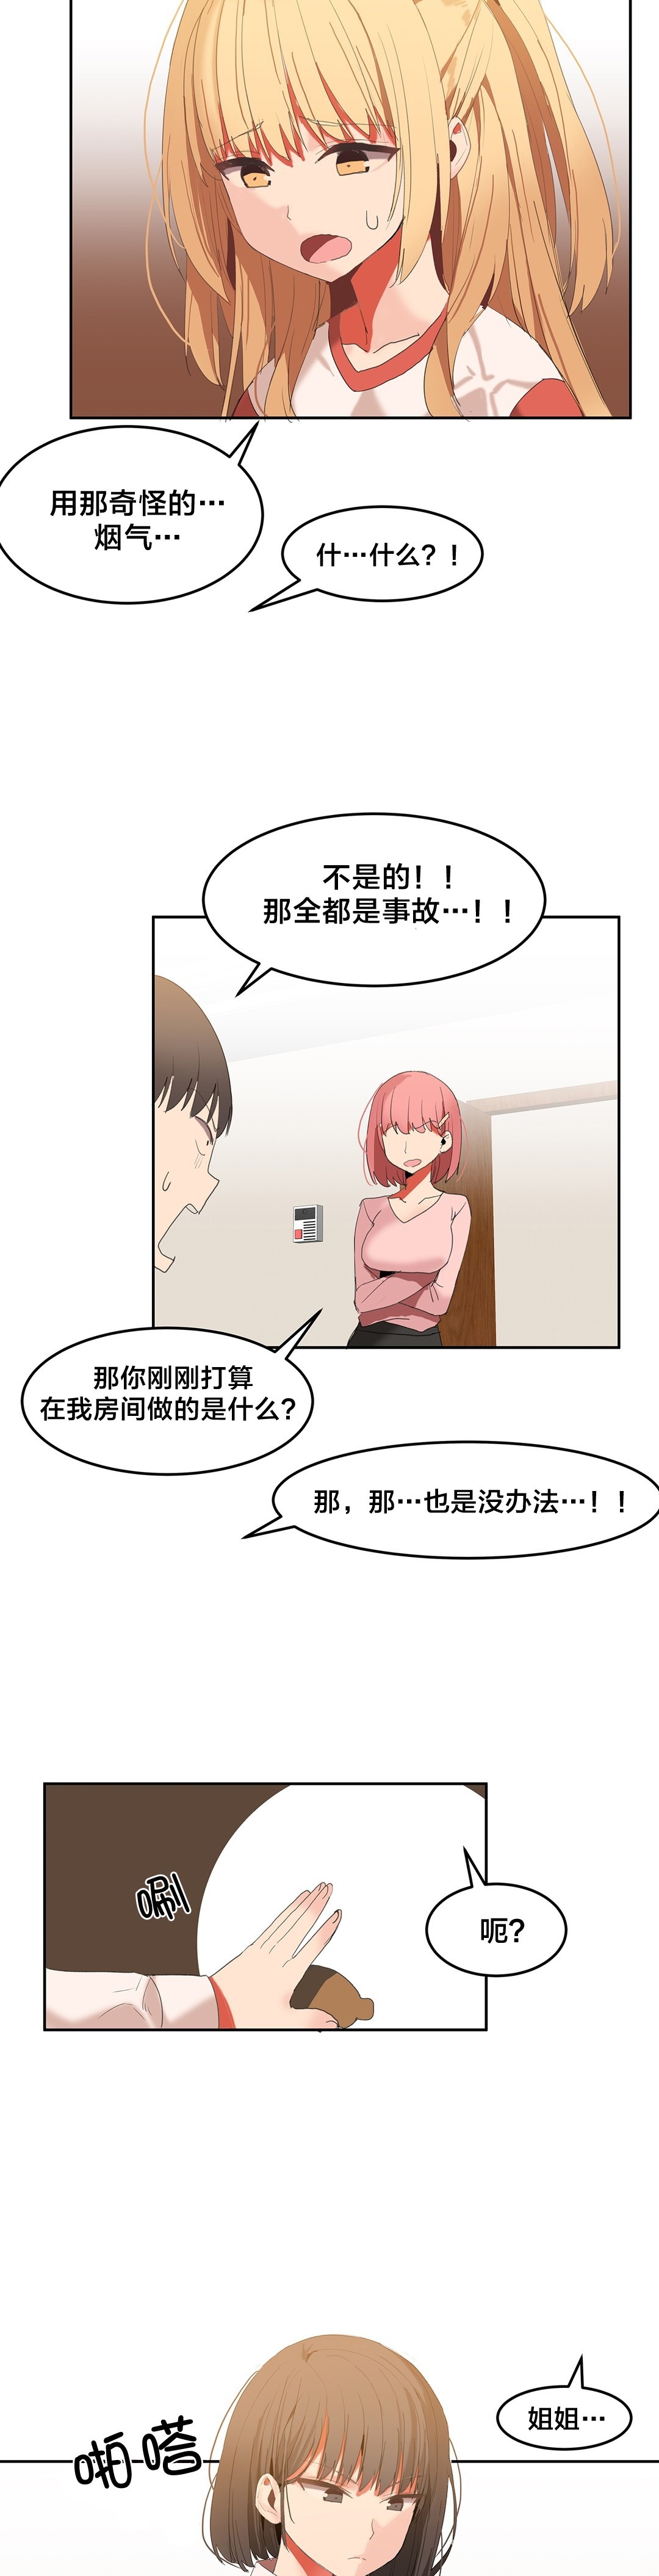 用那奇怪的…
烟气…
什…什么？！
不是的！！
那全都是事故…！！
那你刚刚打算
在我房间做的是什么?
那，那…也是没办法…！！
唰
呃?
姐姐…
啪嗒